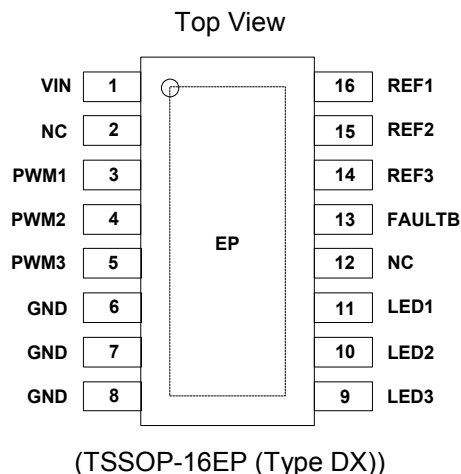 Top View
VIN 1 16 REF1
NC 2 15 REF2
PWM1 3 14 REF3
PWM2 4 13 FAULTB
PWM3 5 EP 12 NC
GND 6 11 LED1
GND 7 10 LED2
GND 8 9 LED3
(TSSOP-16EP (Type DX))